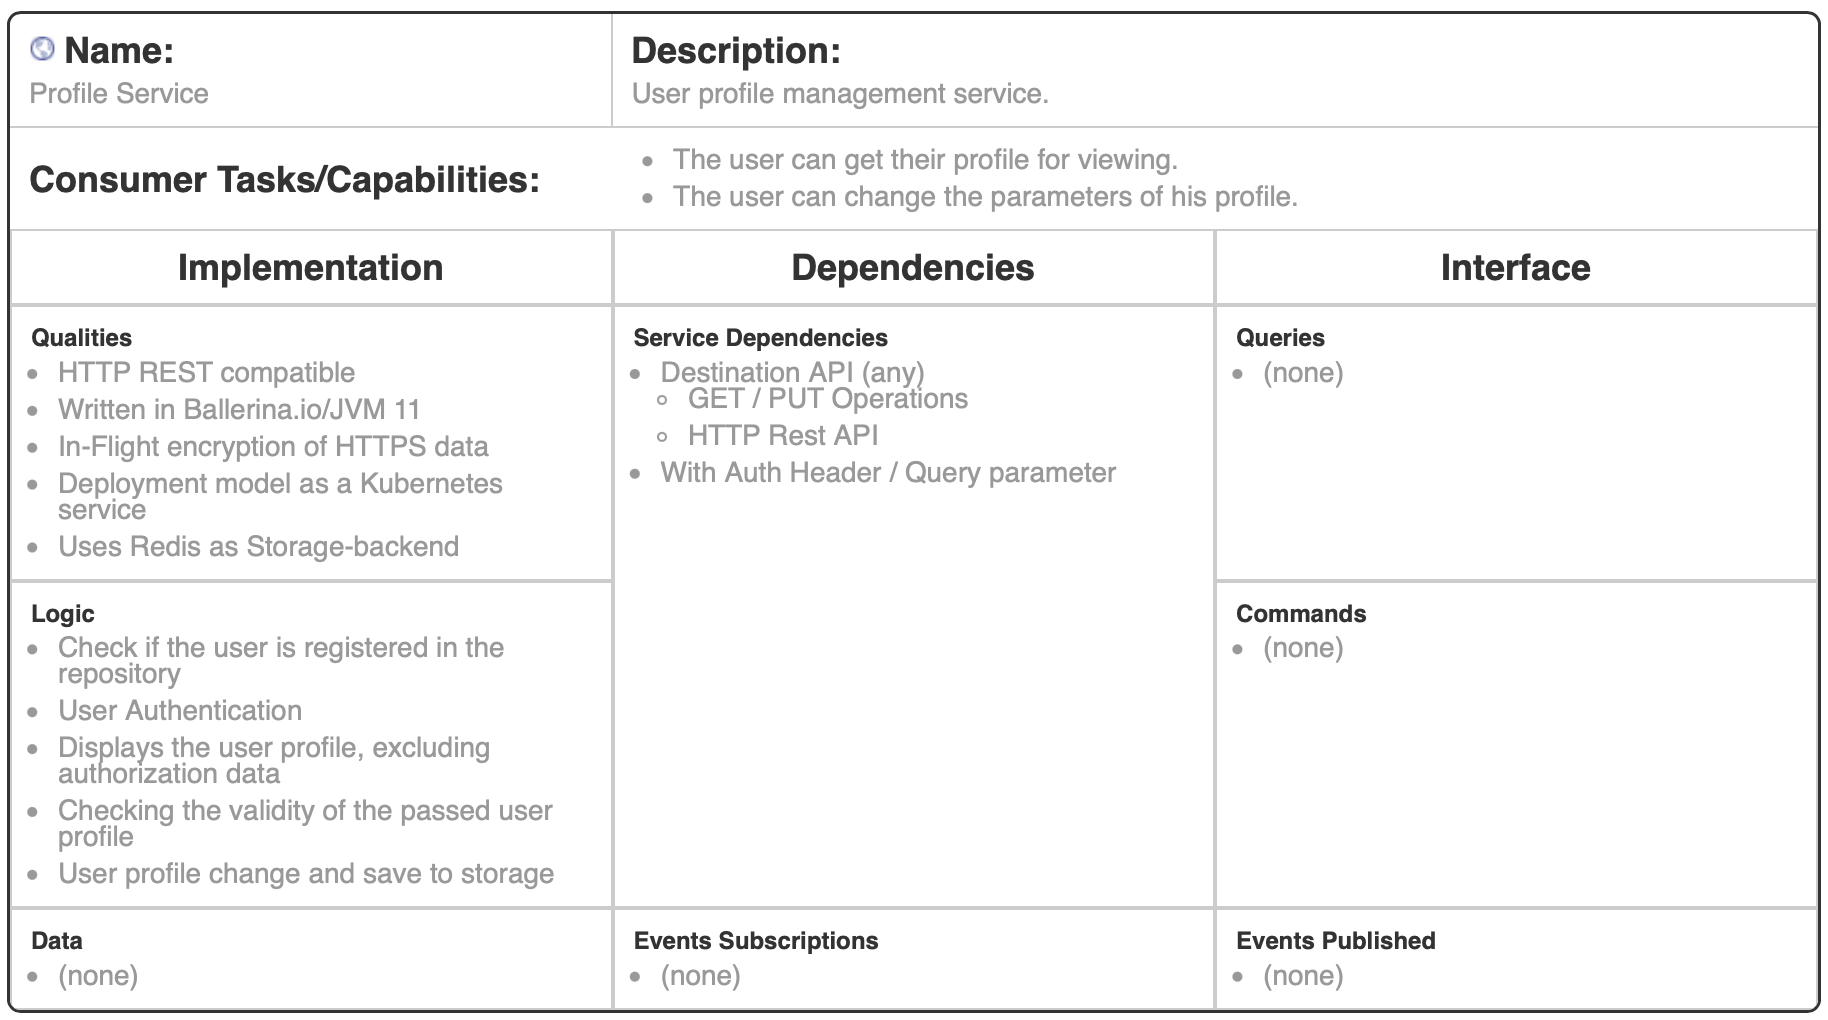 Name:
Profile Service
Description:
User profile management service.
Consumer Tasks/Capabilities:
The user can get their profile for viewing.
The user can change the parameters of his profile.
Implementation
Dependencies
Interface
Qualities
HTTP REST compatible
Written in Ballerina.io/JVM 11
In-Flight encryption of HTTPS data
Deployment model as a Kubernetes
service
Uses Redis as Storage-backend
Logic
Check if the user is registered in the
repository
User Authentication
Displays the user profile, excluding
authorization data
Checking the validity of the passed user
profile
User profile change and save to storage
Data
(none)
Service Dependencies
Destination API (any)
GET / PUT Operations
HTTP Rest API
With Auth Header / Query parameter
Events Subscriptions
(none)
Queries
(none)
Commands
(none)
Events Published
(none)